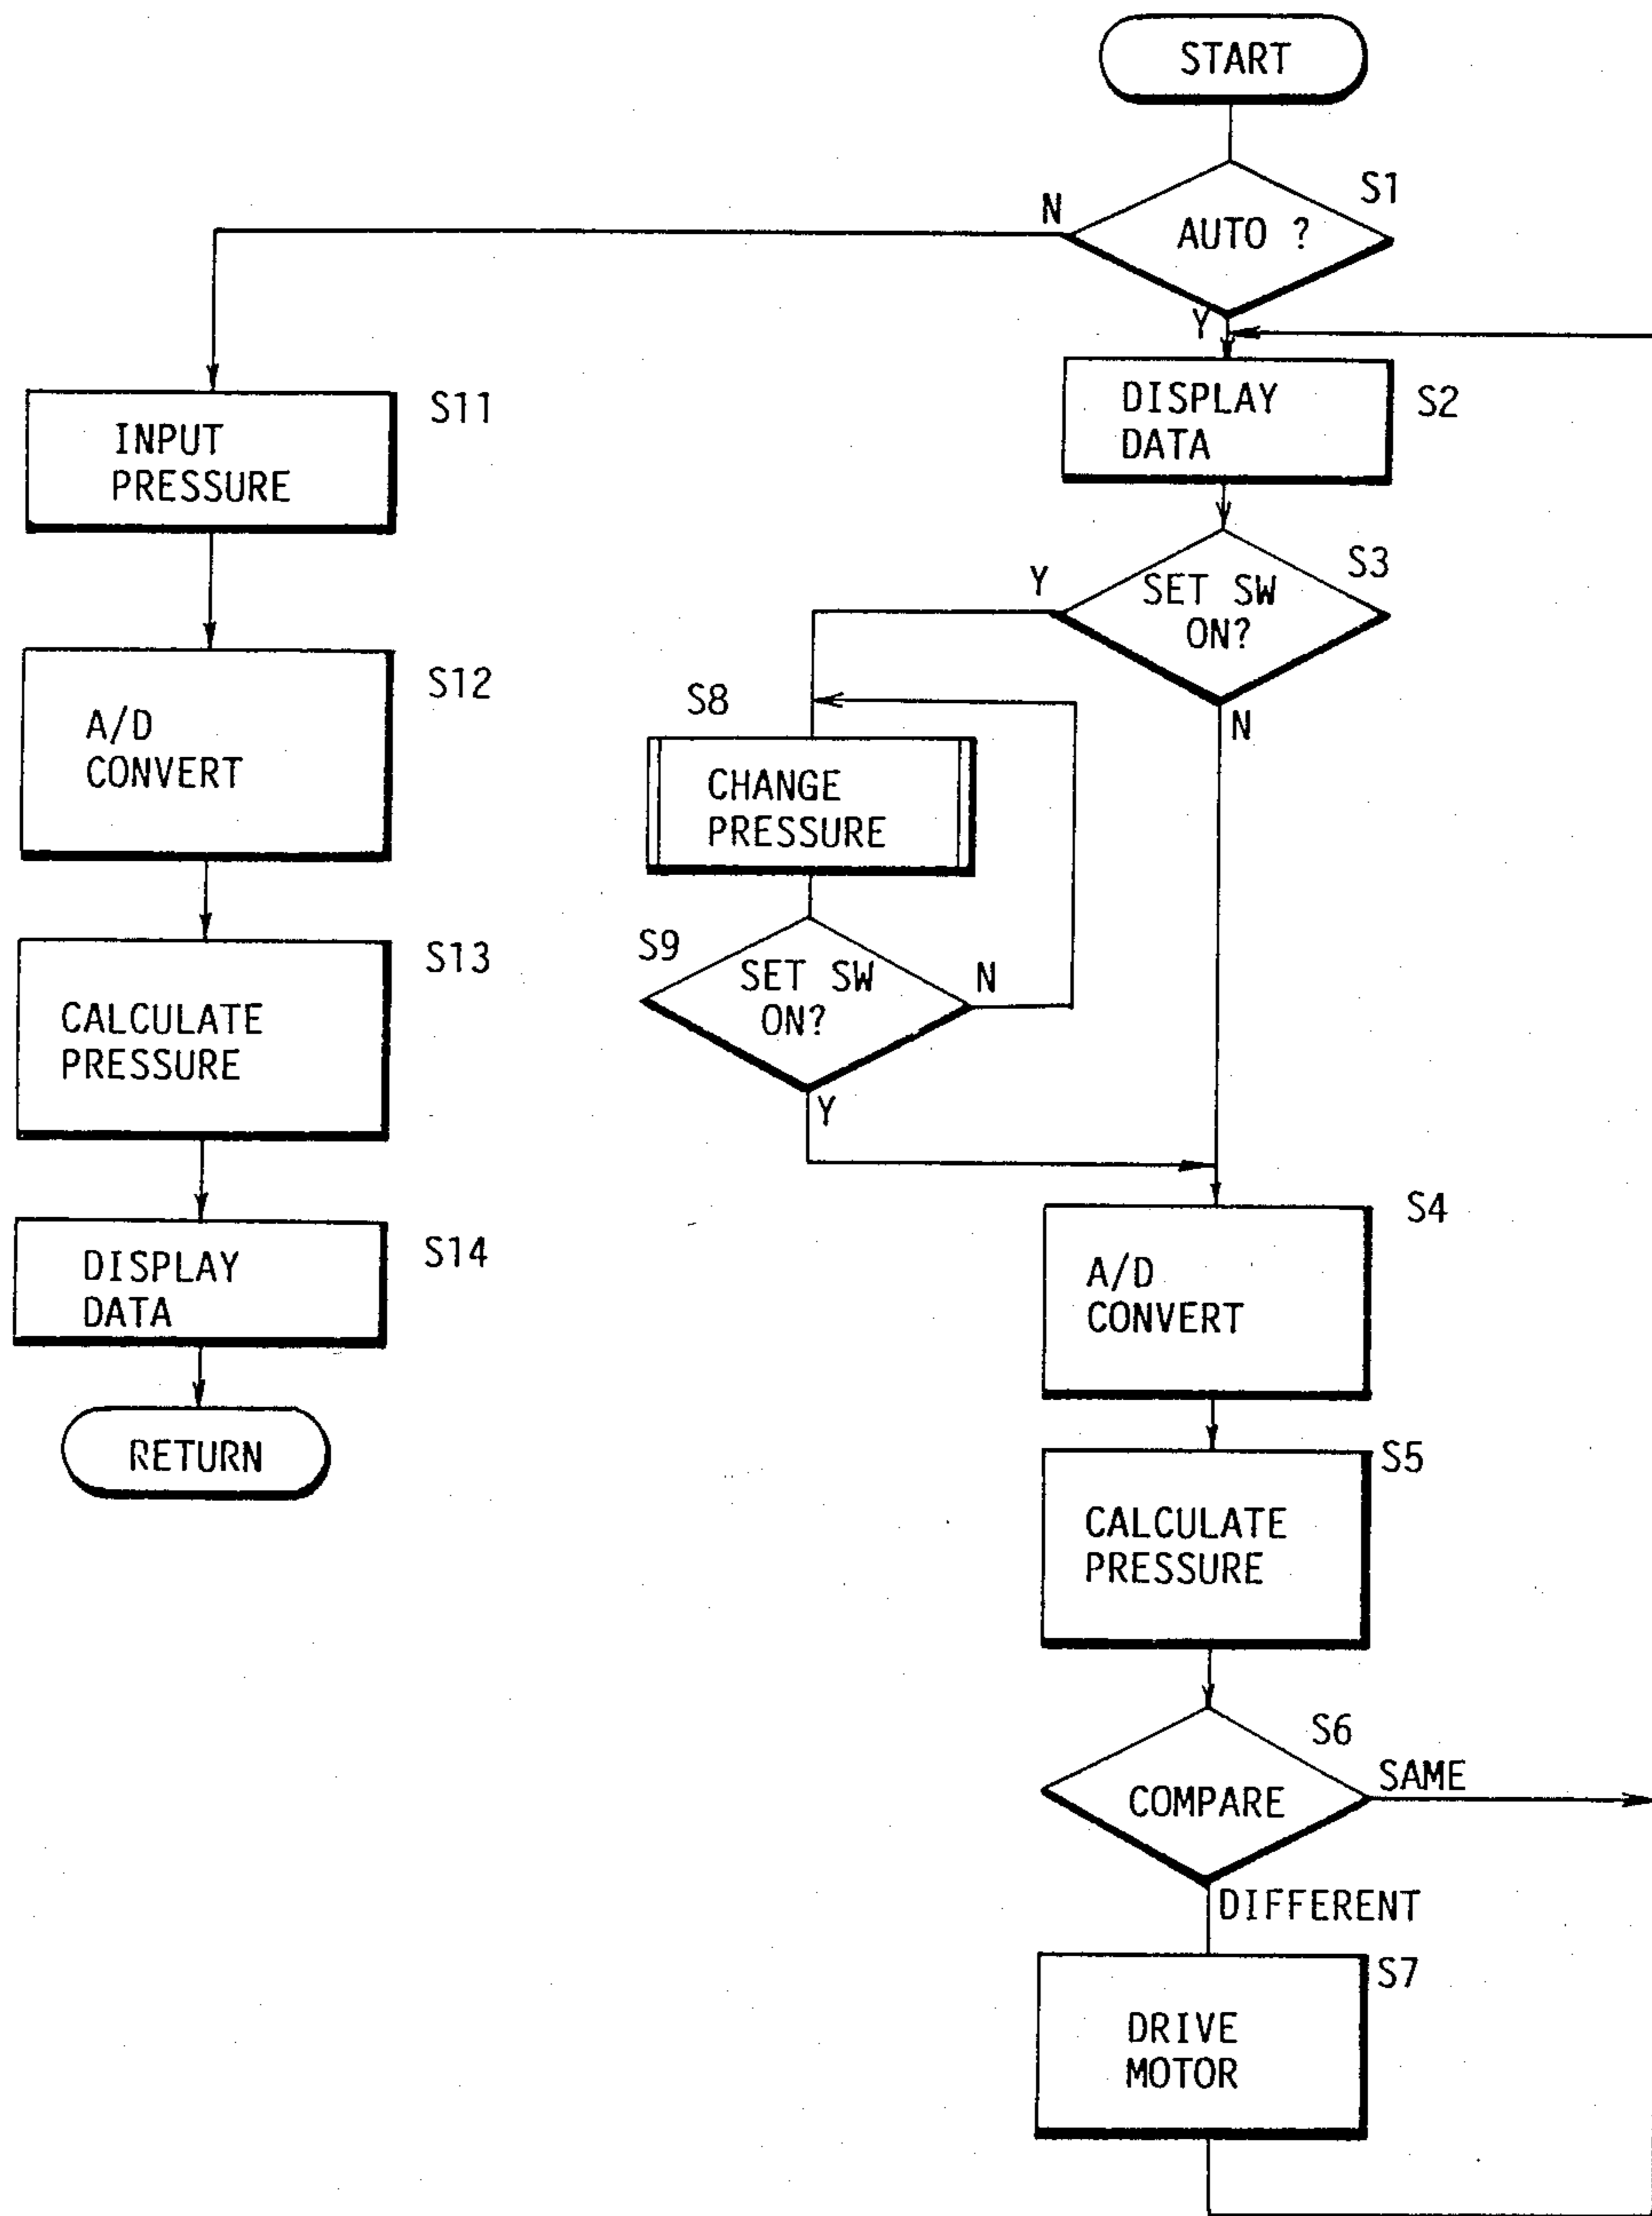 START
S1
N
AUTO ?
Y
DISPLAY
DATA
S2
S3
Y
SET SW
ON?
N
S8
CHANGE
PRESSURE
S9
SET SW
ON?
N
Y
S4
A/D
CONVERT
S5
CALCULATE
PRESSURE
S6
COMPARE
SAME
DIFFERENT
S7
DRIVE
MOTOR
S11
INPUT
PRESSURE
S12
A/D
CONVERT
S13
CALCULATE
PRESSURE
S14
DISPLAY
DATA
RETURN